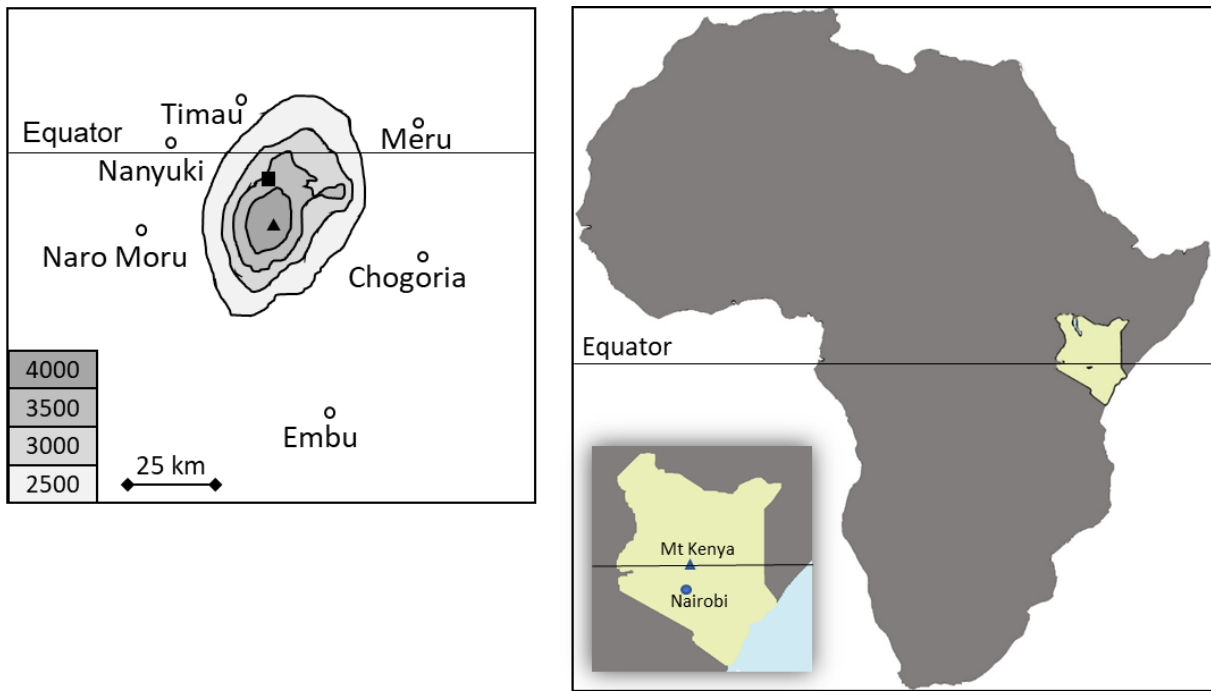 Timau
Equator
Meru
Nanyuki
Naro Moru
Chogoria
4000
3500
3000
2500
Embu
25 km
Equator
Mt Kenya
Nairobi